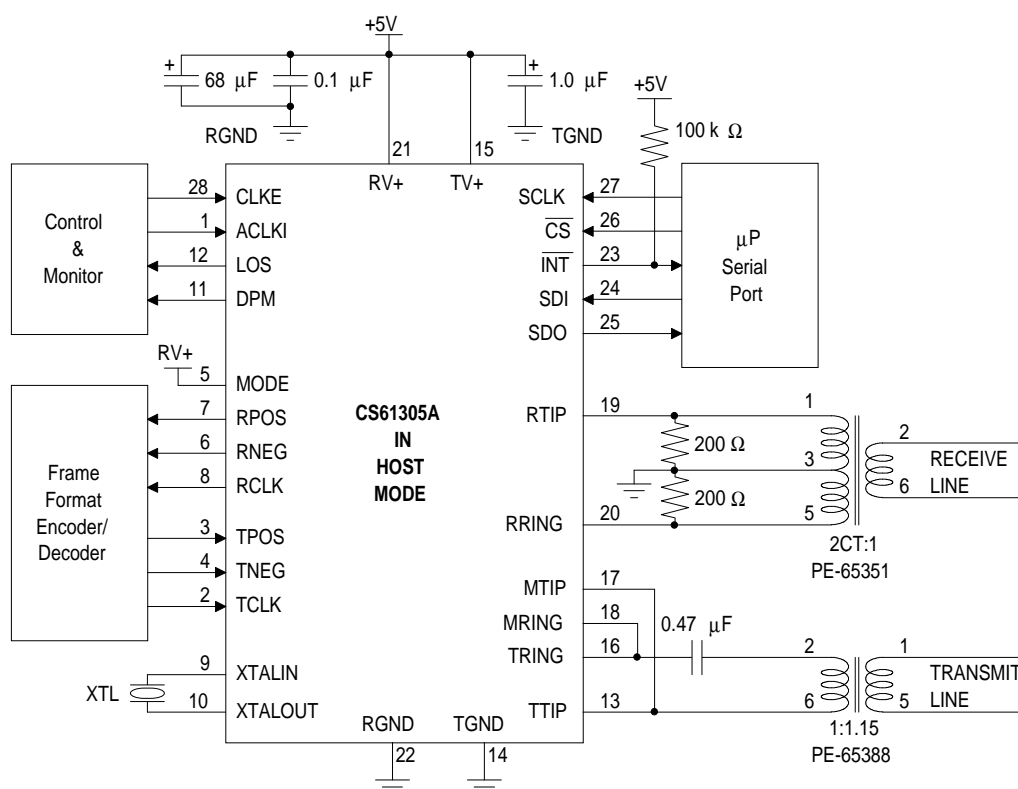 +5V
+
68 µF
0.1 µF
+
1.0 µF
+5V
RGND
TGND
100 k Ω
21
15
RV+
TV+
28
CLKE
1
ACLKI
12
LOS
11
DPM
Control
&
Monitor
SCLK
27
CS
26
INT
23
SDI
24
SDO
25
µP
Serial
Port
RV+
5
MODE
7
RPOS
6
RNEG
8
RCLK
3
TPOS
4
TNEG
2
TCLK
Frame
Format
Encoder/
Decoder
CS61305A
IN
HOST
MODE
RTIP
19
1
200 Ω
3
200 Ω
RRING
20
5
2
RECEIVE
6
LINE
2CT:1
PE-65351
MTIP
17
MRING
18
0.47 µF
TRING
16
2
1
TRANSMIT
TTIP
13
6
5
LINE
1:1.15
PE-65388
XTL
9
XTALIN
10
XTALOUT
RGND
TGND
22
14